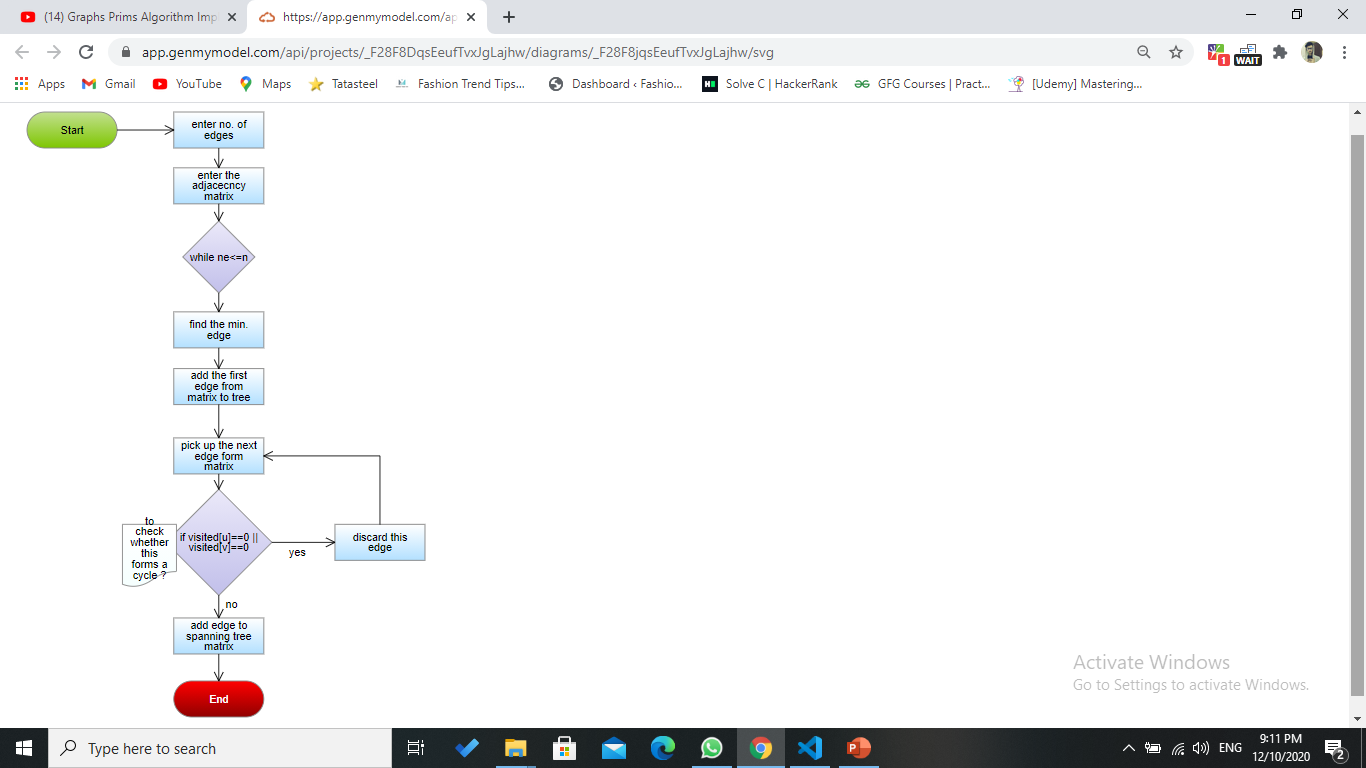 (14) Graphs Prims Algorithm Imp
https://app.genmymodel.com/ap
app.genmymodel.com/api/projects/_F28F8DqsEeufTvxJgLajhw/diagrams/_F28F8jqsEeufTvxJgLajhw/svg
1
WAIT
Apps
Gmail
YouTube
Maps
Tatasteel
Fashion Trend Tips...
Dashboard ‹ Fashio...
Solve C | HackerRank
GFG Courses | Pract...
[Udemy] Mastering...
Start
enter no. of
edges
enter the
adjacecncy
matrix
while ne<=n
find the min.
edge
add the first
edge from
matrix to tree
pick up the next
edge form
matrix
to
check
whether
this
forms a
cycle ?
if visited[u]==0 ||
visited[v]==0
yes
discard this
edge
no
add edge to
spanning tree
matrix
End
Activate Windows
Go to Settings to activate Windows.
Type here to search
ENG
9:11 PM
12/10/2020
2